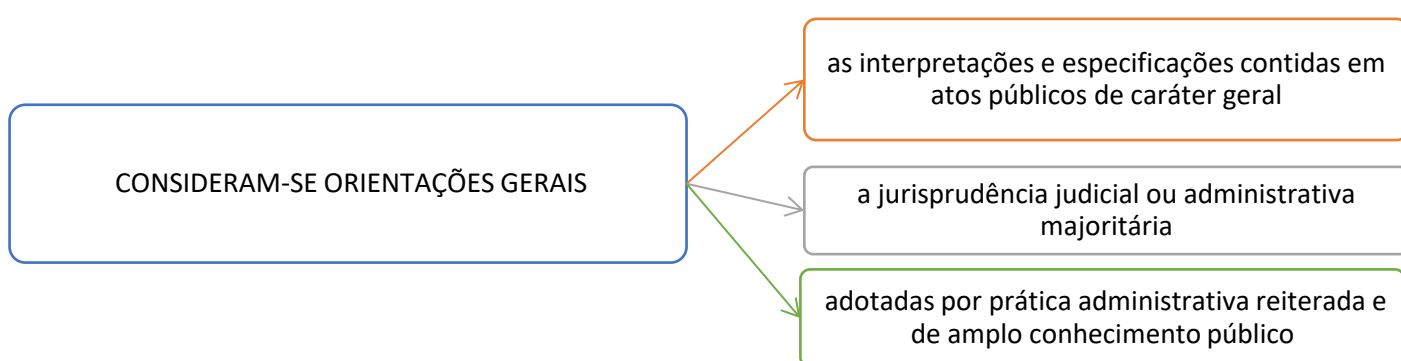 CONSIDERAM-SE ORIENTAÇÕES GERAIS
as interpretações e especificações contidas em
atos públicos de caráter geral
a jurisprudência judicial ou administrativa
majoritária
adotadas por prática administrativa reiterada e
de amplo conhecimento público